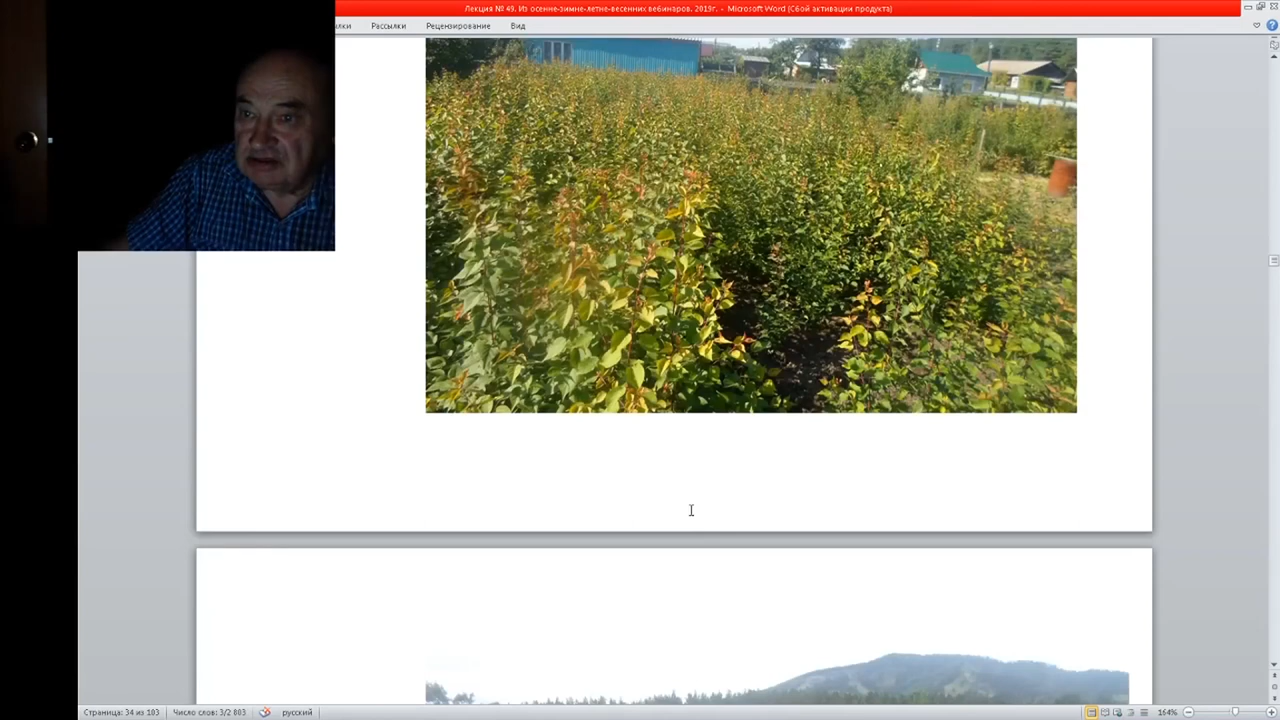 Лекция № 49. Из осенне-зимне-летне-весенних вебинаров. 2019г. - Microsoft Word (Сбой активации продукта)
Рассылки
Рецензирование
Вид
Страница: 34 из 103
Число слов: 3/2 803
русский
164%